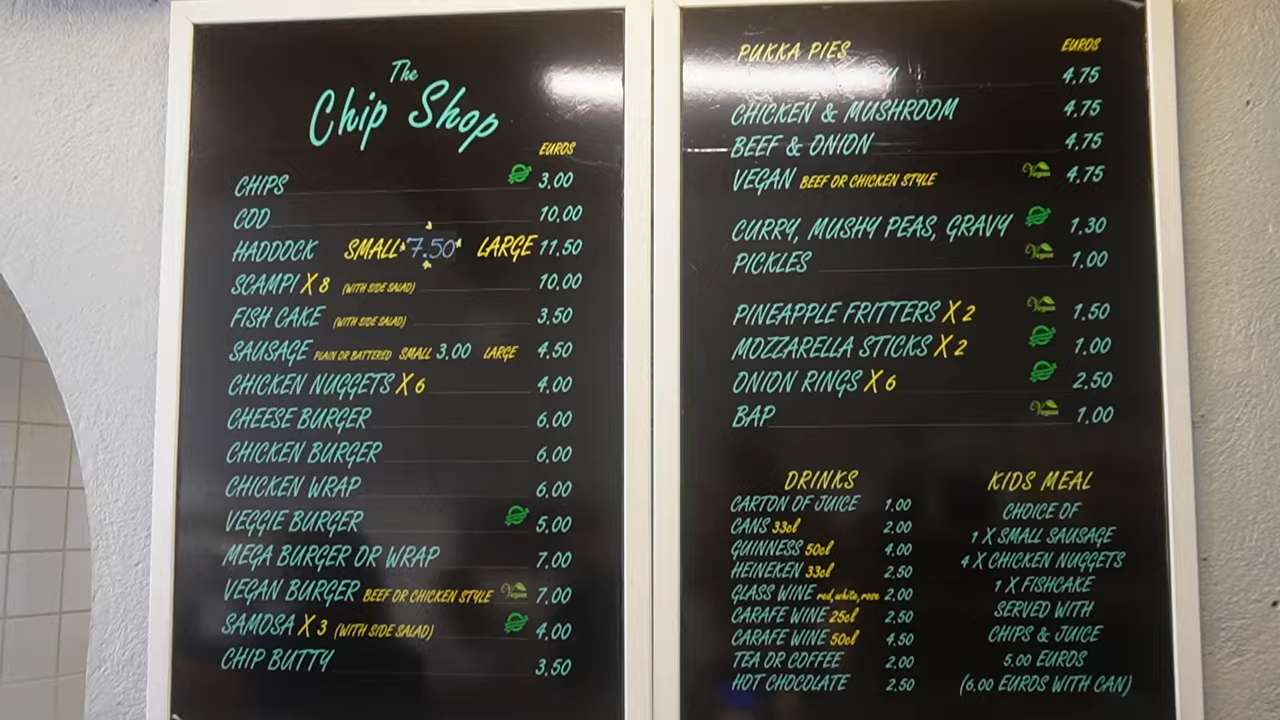 The
Chip Shop
EUROS
CHIPS 3.00
COD 10.00
HADDOCK SMALL 7.50 LARGE 11.50
SCAMPI X 8 (WITH SIDE SALAD) 10.00
FISH CAKE (WITH SIDE SALAD) 3.50
SAUSAGE PLAIN OR BATTERED SMALL 3.00 LARGE 4.50
CHICKEN NUGGETS X 6 4.00
CHEESE BURGER 6.00
CHICKEN BURGER 6.00
CHICKEN WRAP 6.00
VEGGIE BURGER 5.00
MEGA BURGER OR WRAP 7.00
VEGAN BURGER BEEF OR CHICKEN STYLE Vegan 7.00
SAMOSA X 3 (WITH SIDE SALAD) 4.00
CHIP BUTTY 3.50
PUKKA PIES EUROS
4.75
CHICKEN & MUSHROOM 4.75
BEEF & ONION 4.75
VEGAN BEEF OR CHICKEN STYLE Vegan 4.75
CURRY, MUSHY PEAS, GRAVY 1.30
PICKLES Vegan 1.00
PINEAPPLE FRITTERS X 2 Vegan 1.50
MOZZARELLA STICKS X 2 1.00
ONION RINGS X 6 2.50
BAP Vegan 1.00
DRINKS
CARTON OF JUICE 1.00
CANS 33cl 2.00
GUINNESS 50cl 4.00
HEINEKEN 33cl 2.50
GLASS WINE red, white, rose 2.00
CARAFE WINE 25cl 2.50
CARAFE WINE 50cl 4.50
TEA OR COFFEE 2.00
HOT CHOCOLATE 2.50
KIDS MEAL
CHOICE OF
1 X SMALL SAUSAGE
4 X CHICKEN NUGGETS
1 X FISHCAKE
SERVED WITH
CHIPS & JUICE
5.00 EUROS
(6.00 EUROS WITH CAN)